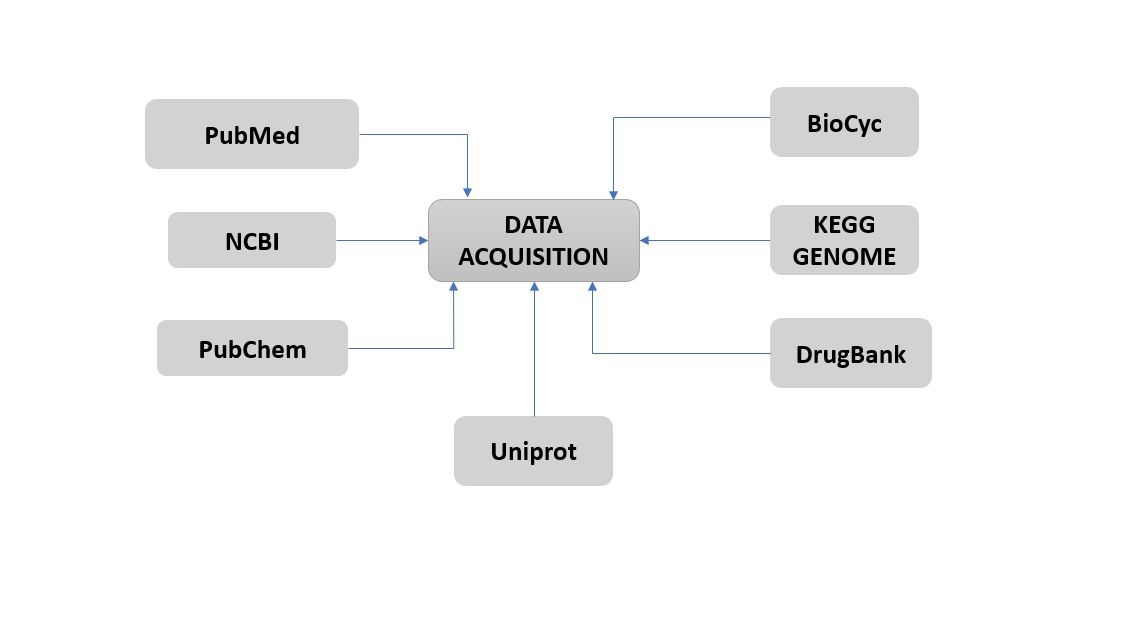 PubMed
BioCyc
NCBI
DATA
ACQUISITION
KEGG
GENOME
PubChem
DrugBank
Uniprot